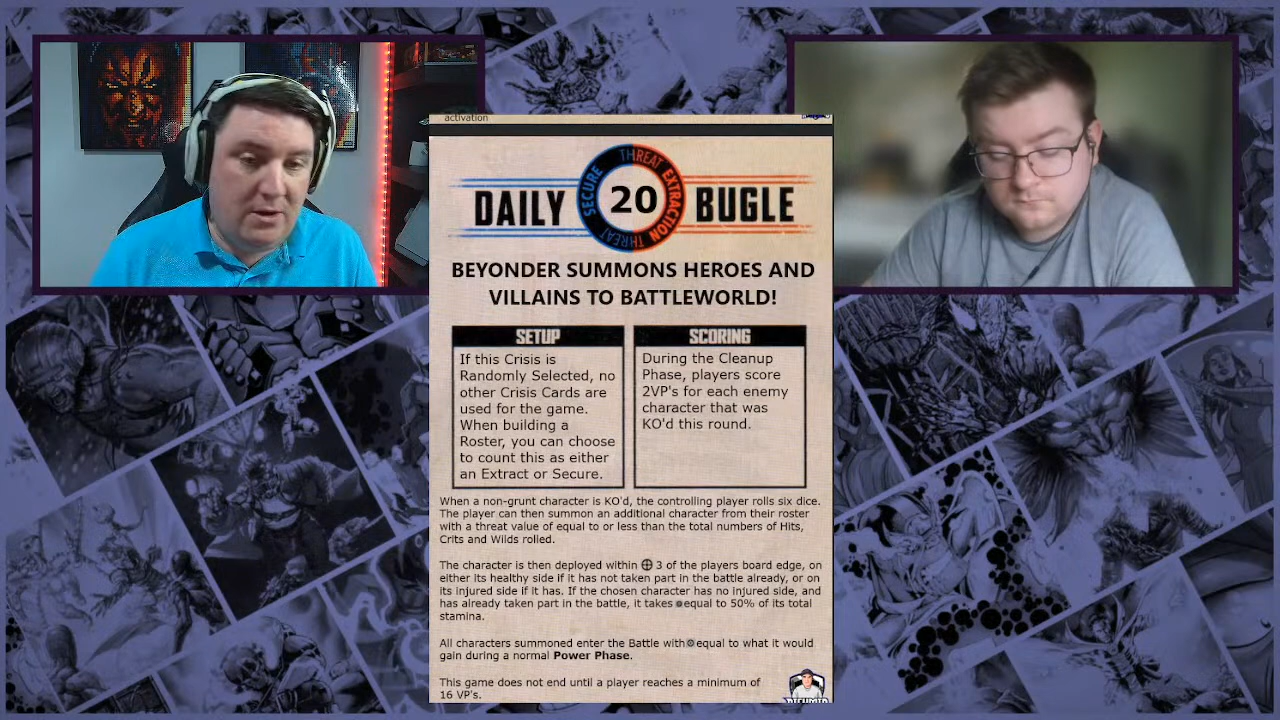 activation
DAILY BUGLE
SECURE THREAT EXTRACTION THREAT
20
BEYONDER SUMMONS HEROES AND
VILLAINS TO BATTLEWORLD!
SETUP
If this Crisis is
Randomly Selected, no
other Crisis Cards are
used for the game.
When building a
Roster, you can choose
to count this as either
an Extract or Secure.
SCORING
During the Cleanup
Phase, players score
2VP's for each enemy
character that was
KO'd this round.
When a non-grunt character is KO'd, the controlling player rolls six dice.
The player can then summon an additional character from their roster
with a threat value of equal to or less than the total numbers of Hits,
Crits and Wilds rolled.
The character is then deployed within 3 of the players board edge, on
either its healthy side if it has not taken part in the battle already, or on
its injured side if it has. If the chosen character has no injured side, and
has already taken part in the battle, it takes equal to 50% of its total
stamina.
All characters summoned enter the Battle with equal to what it would
gain during a normal Power Phase.
This game does not end until a player reaches a minimum of
16 VP's.